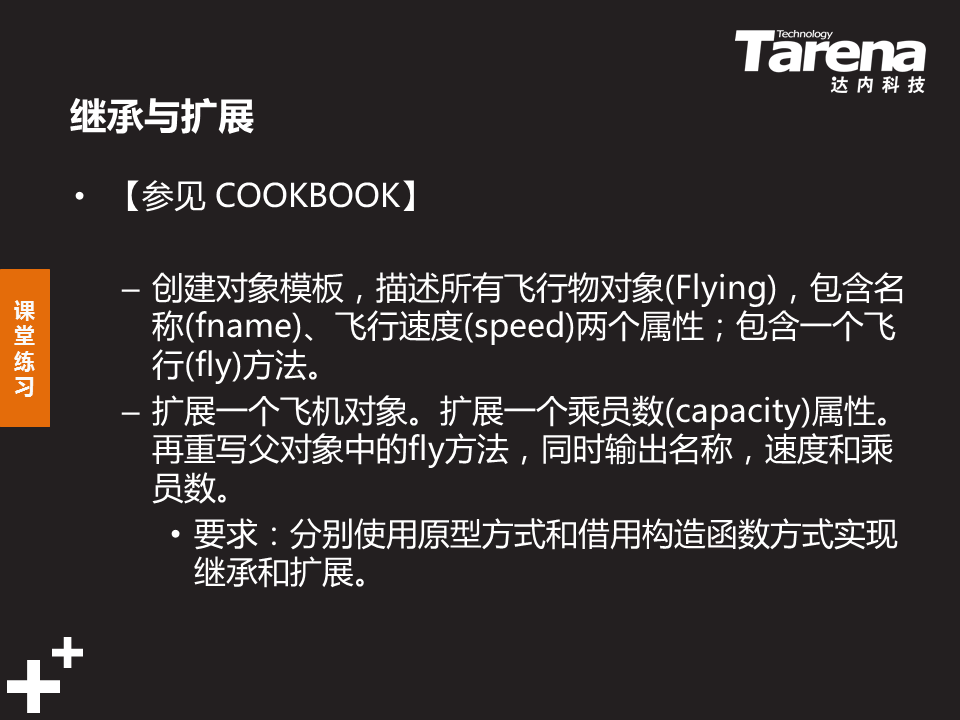 Technology
Tarena
达内科技
继承与扩展
• 【参见 COOKBOOK】
– 创建对象模板，描述所有飞行物对象(Flying)，包含名
称(fname)、飞行速度(speed)两个属性；包含一个飞
行(fly)方法。
– 扩展一个飞机对象。扩展一个乘员数(capacity)属性。
再重写父对象中的fly方法，同时输出名称，速度和乘
员数。
• 要求：分别使用原型方式和借用构造函数方式实现
继承和扩展。
课
堂
练
习